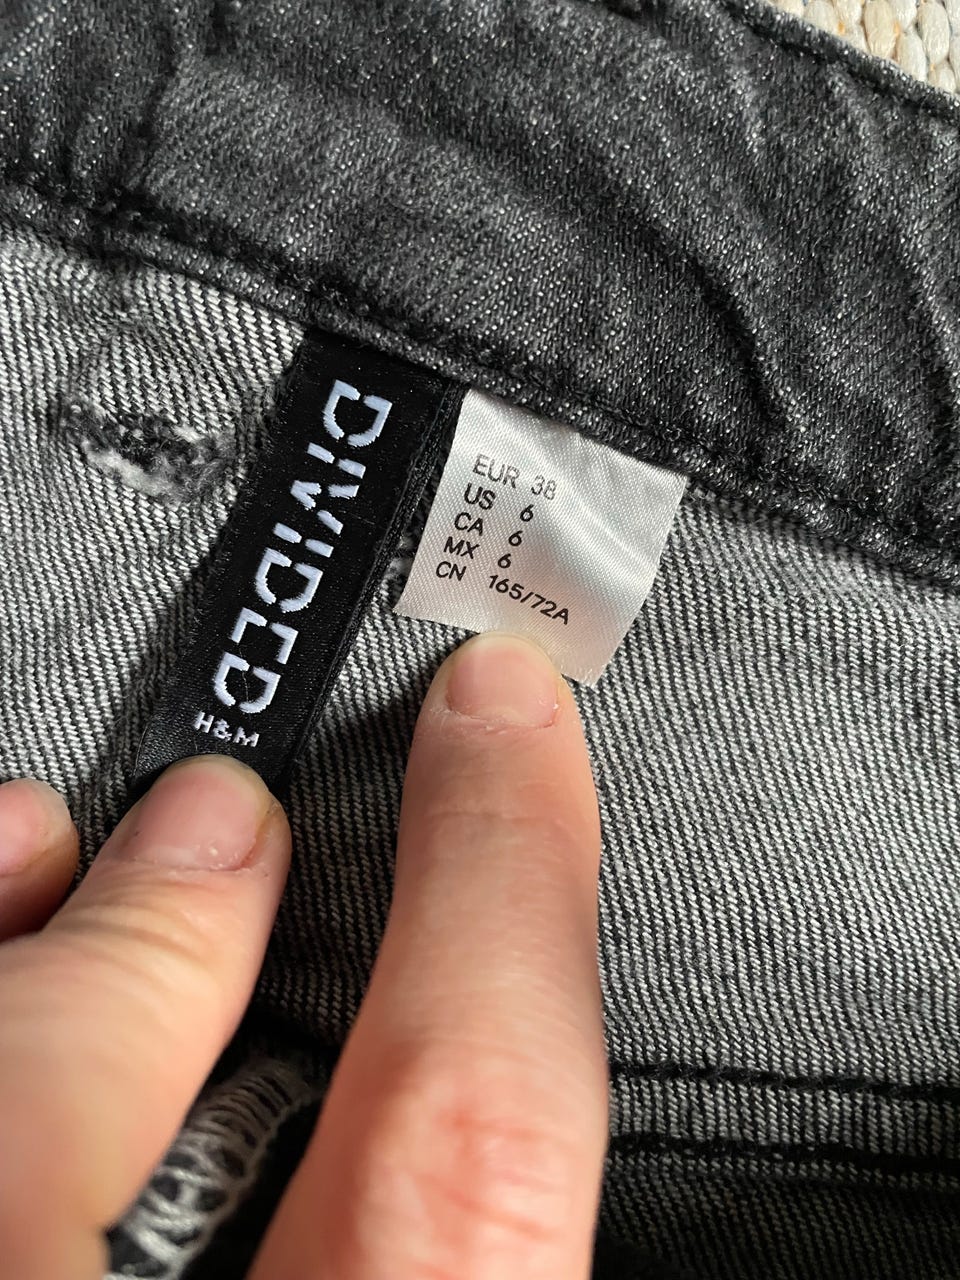 DIVIDED
H&M
EUR 38
US 6
CA 6
MX 6
CN 165/72A